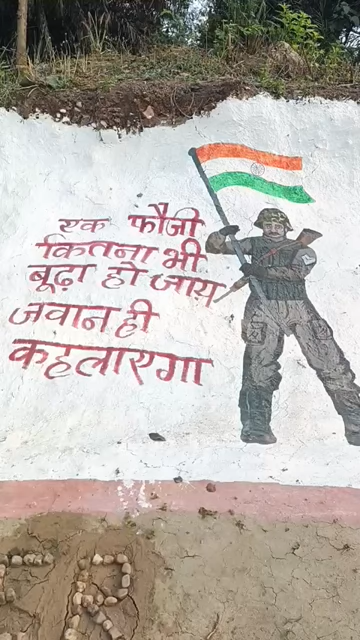 एक फौजी
कितना भी
बूढ़ा हो जाय
जवान ही
कहलाएगा